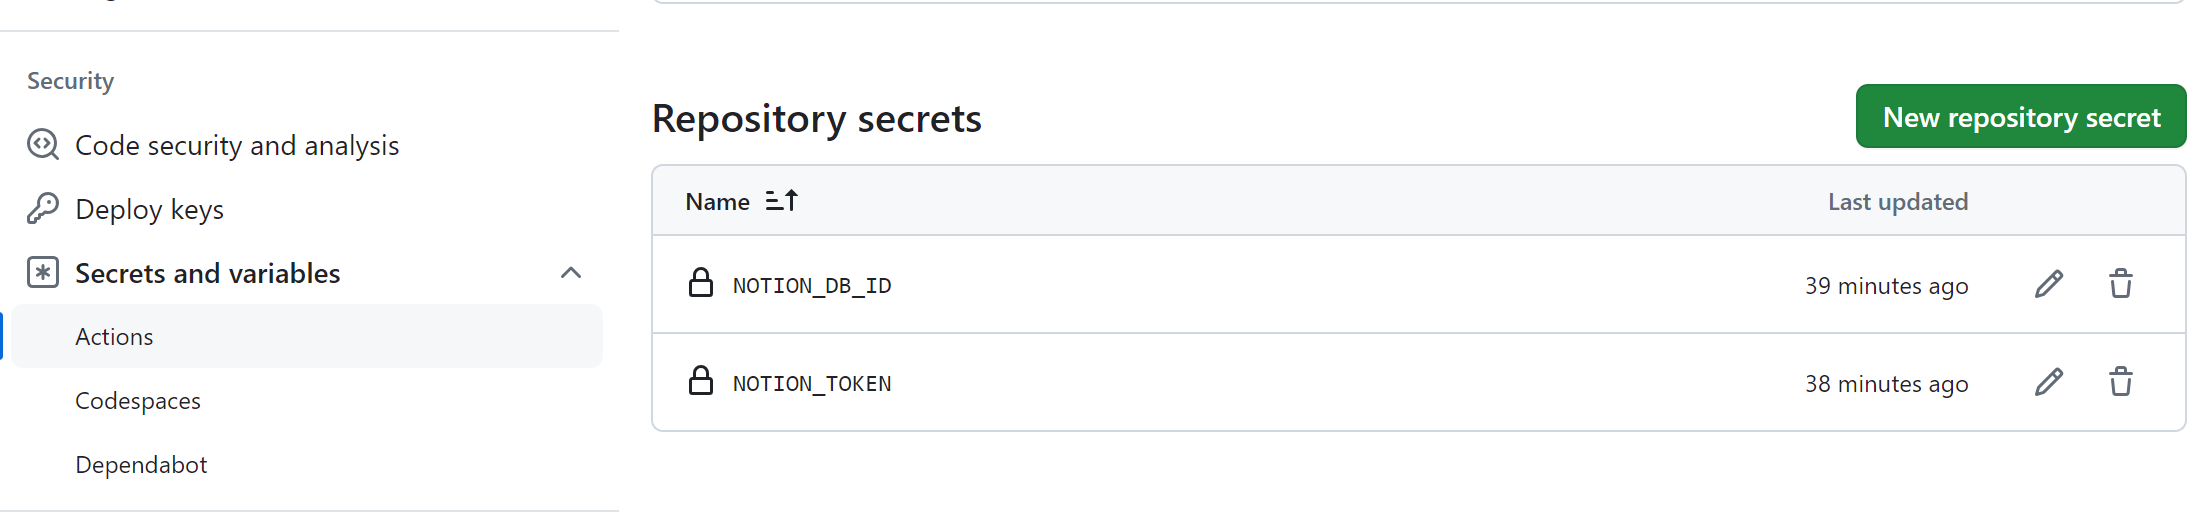 Security
Code security and analysis
Deploy keys
Secrets and variables
Actions
Codespaces
Dependabot
Repository secrets
New repository secret
Name
Last updated
NOTION_DB_ID
39 minutes ago
NOTION_TOKEN
38 minutes ago